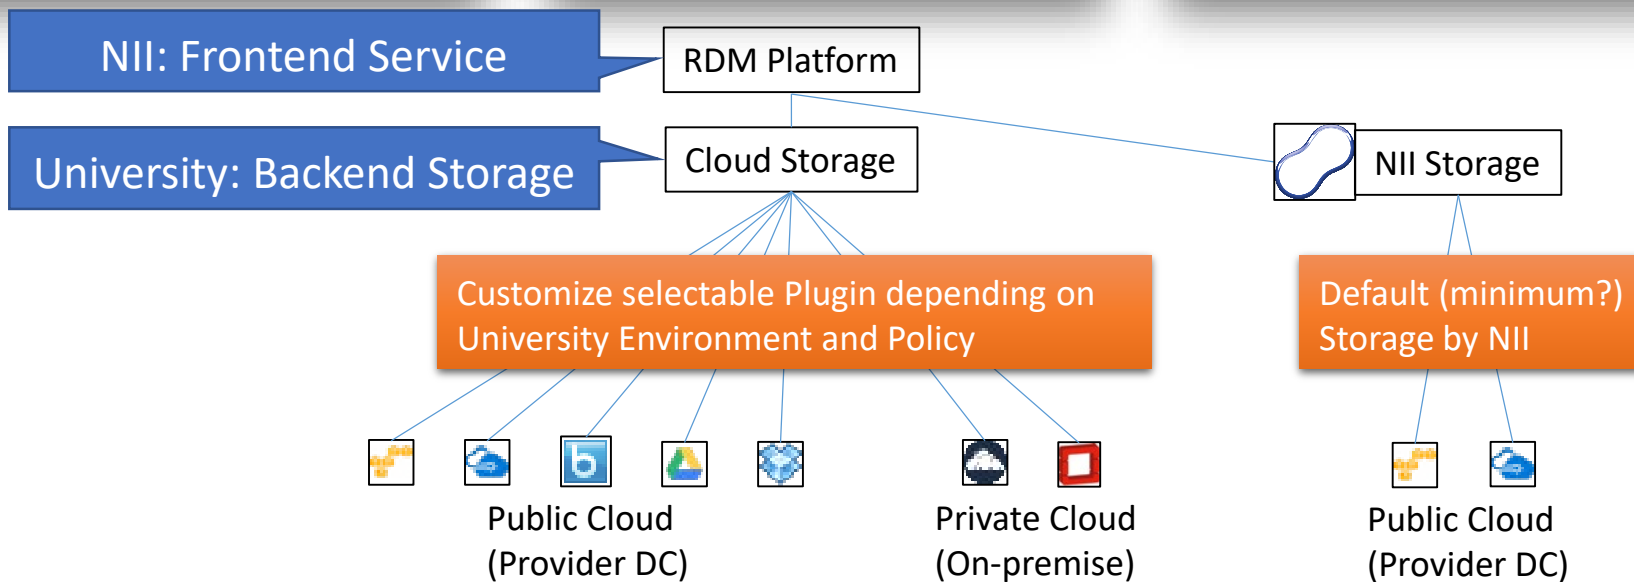 NII: Frontend Service
RDM Platform
University: Backend Storage
Cloud Storage
NII Storage
Customize selectable Plugin depending on
University Environment and Policy
Default (minimum?)
Storage by NII
b
Public Cloud
(Provider DC)
Private Cloud
(On-premise)
Public Cloud
(Provider DC)